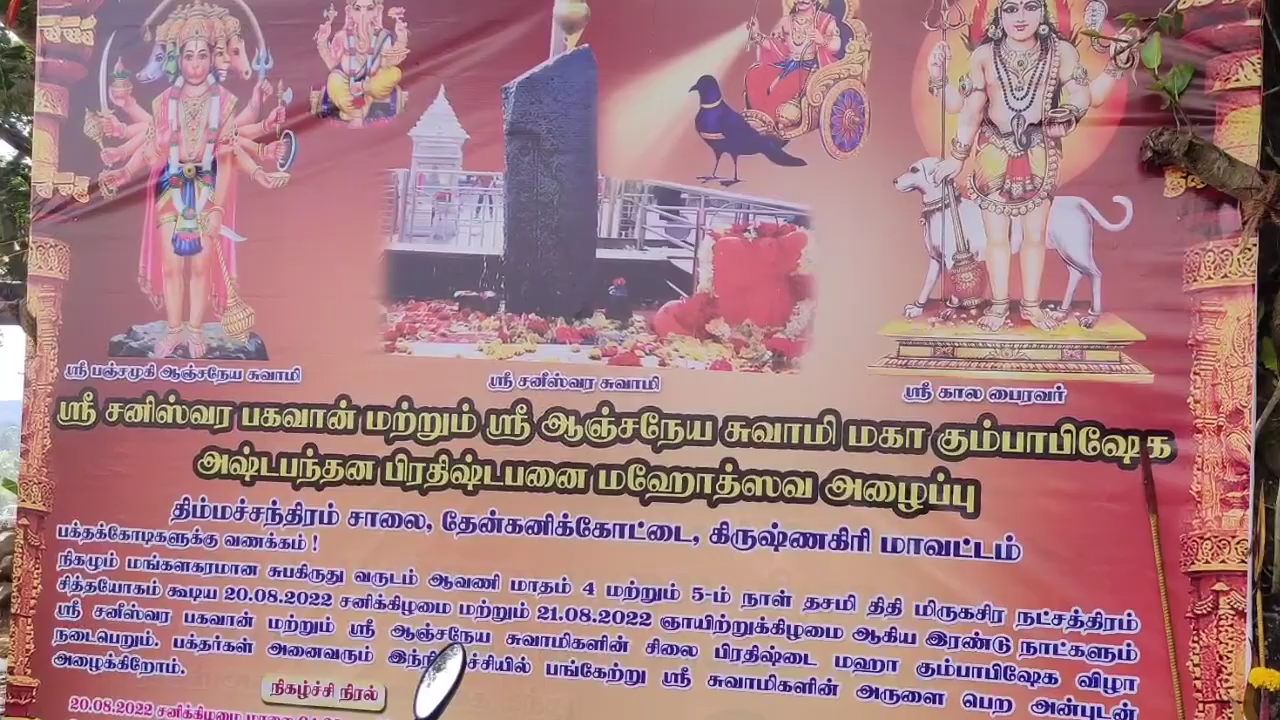 ஸ்ரீ பஞ்சமுகி ஆஞ்சநேய சுவாமி
ஸ்ரீ சனீஸ்வர சுவாமி
ஸ்ரீ கால பைரவர்
ஸ்ரீ சனிஸ்வர பகவான் மற்றும் ஸ்ரீ ஆஞ்சநேய சுவாமி மகா கும்பாபிஷேக
அஷ்டபந்தன பிரதிஷ்டபனை மஹோத்ஸவ அழைப்பு
திம்மச்சந்திரம் சாலை, தேன்கனிக்கோட்டை, கிருஷ்ணகிரி மாவட்டம்
பக்தக்கோடிகளுக்கு வணக்கம் !
நிகழும் மங்களகரமான சுபகிருது வருடம் ஆவணி மாதம் 4 மற்றும் 5-ம் நாள் தசமி திதி மிருகசிர நட்சத்திரம்
சித்தயோகம் கூடிய 20.08.2022 சனிக்கிழமை மற்றும் 21.08.2022 ஞாயிற்றுக்கிழமை ஆகிய இரண்டு நாட்களும்
ஸ்ரீ சனீஸ்வர பகவான் மற்றும் ஸ்ரீ ஆஞ்சநேய சுவாமிகளின் சிலை பிரதிஷ்டை மஹா கும்பாபிஷேக விழா
நடைபெறும். பக்தர்கள் அனைவரும் பங்கேற்று ஸ்ரீ சுவாமிகளின் அருளை பெற அன்புடன்
அழைக்கிறோம்.
நிகழ்ச்சி நிரல்
20.08.2022 சனிக்கிழமை மாலை